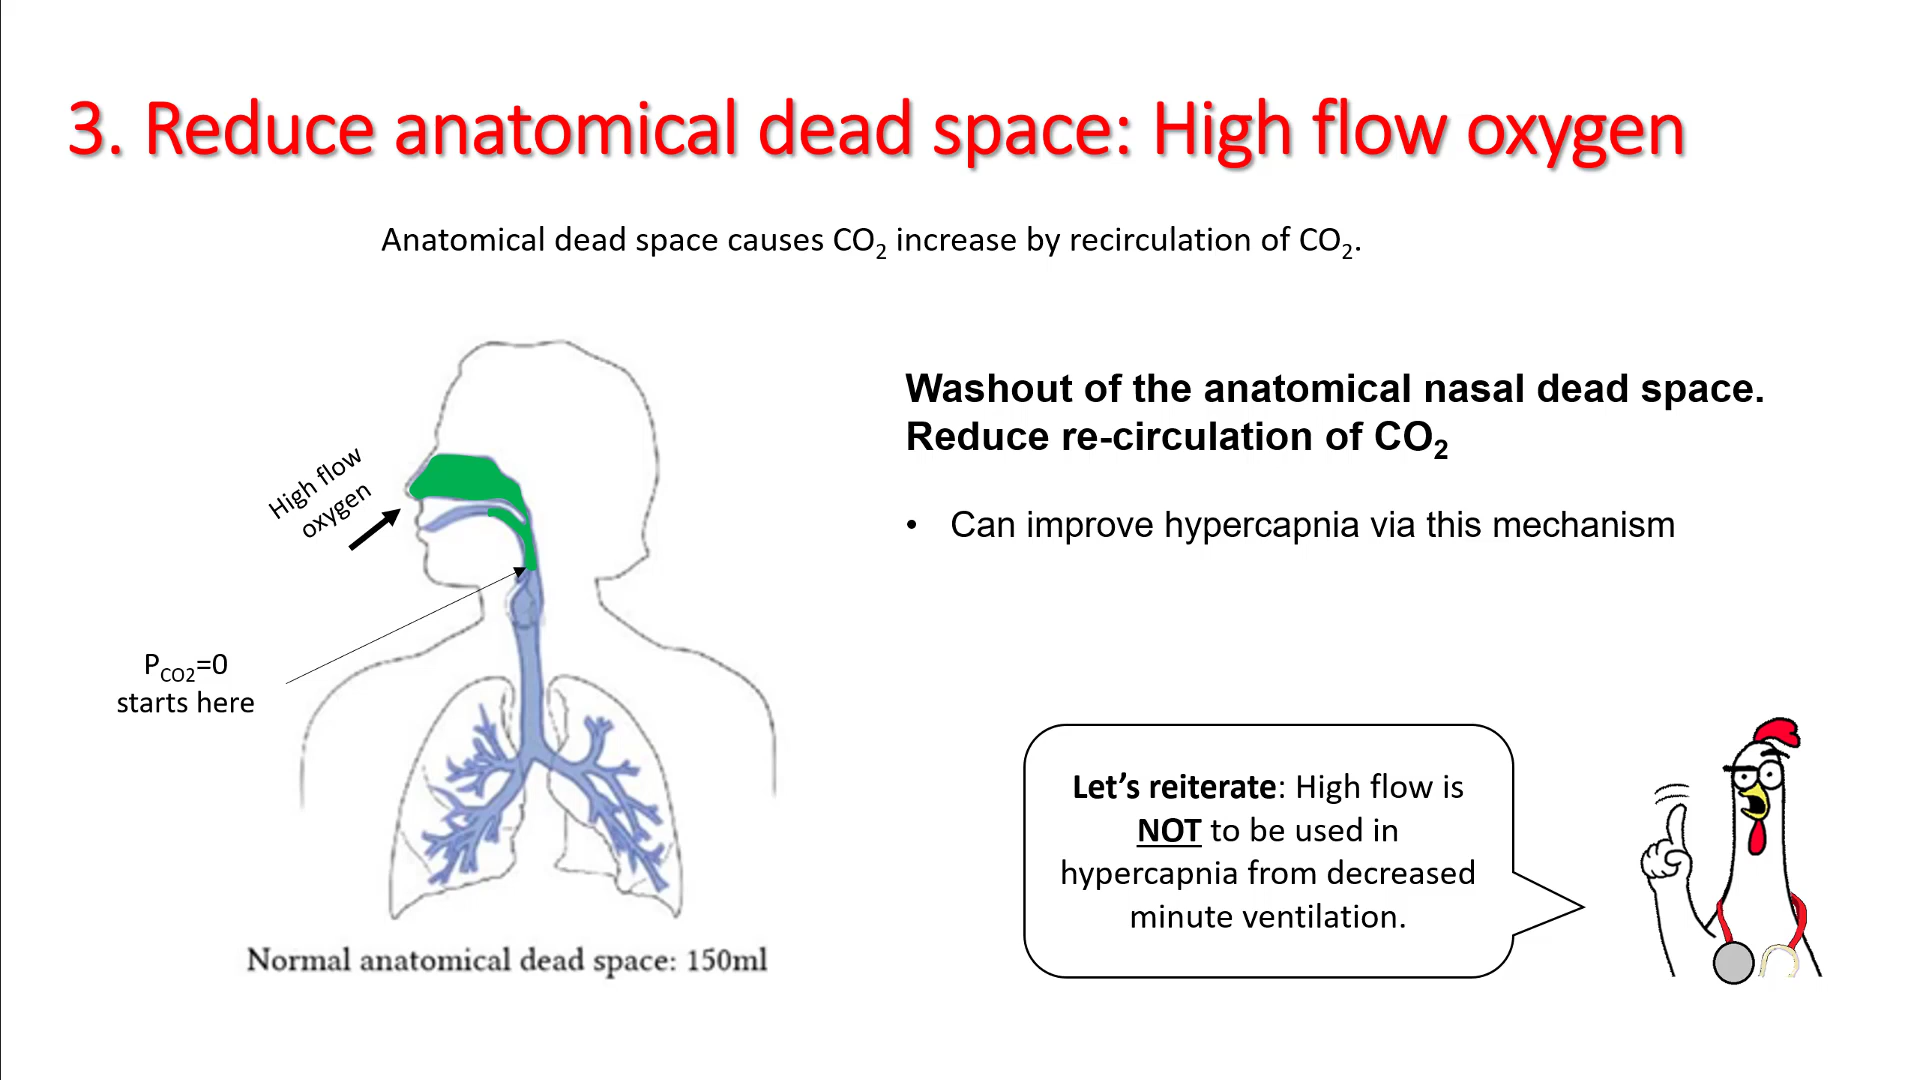 3. Reduce anatomical dead space: High flow oxygen
Anatomical dead space causes CO₂ increase by recirculation of CO₂.
High flow
oxygen
P_CO2=0
starts here
Normal anatomical dead space: 150ml
Washout of the anatomical nasal dead space.
Reduce re-circulation of CO₂
• Can improve hypercapnia via this mechanism
Let’s reiterate: High flow is
NOT to be used in
hypercapnia from decreased
minute ventilation.